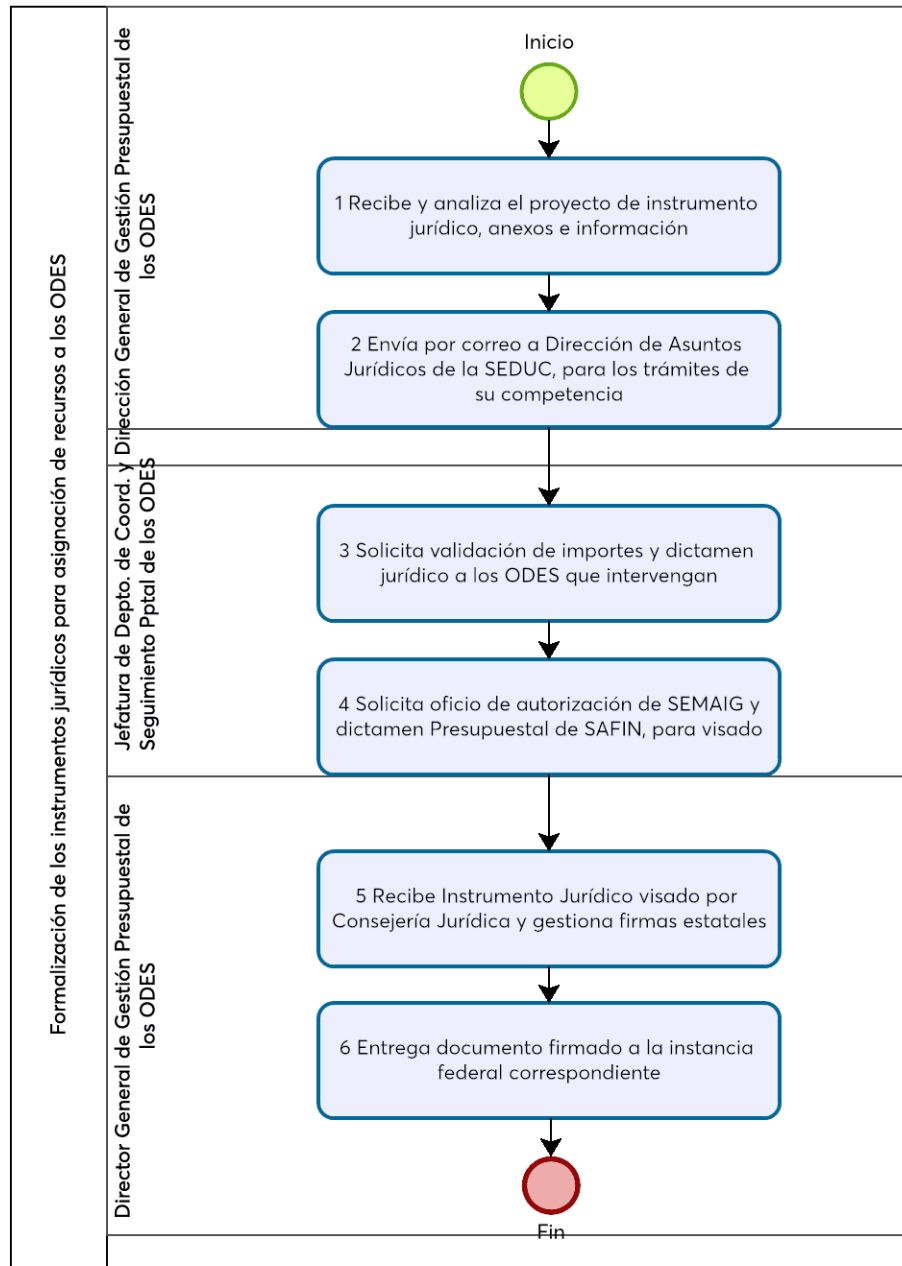 Formalización de los instrumentos jurídicos para asignación de recursos a los ODES
Dirección General de Gestión Presupuestal de
los ODES
Inicio
1 Recibe y analiza el proyecto de instrumento
jurídico, anexos e información
2 Envía por correo a Dirección de Asuntos
Jurídicos de la SEDUC, para los trámites de
su competencia
Jefatura de Depto. de Coord. y
Seguimiento Pptal de los ODES
3 Solicita validación de importes y dictamen
jurídico a los ODES que intervengan
4 Solicita oficio de autorización de SEMAIG y
dictamen Presupuestal de SAFIN, para visado
Director General de Gestión Presupuestal de
los ODES
5 Recibe Instrumento Jurídico visado por
Consejería Jurídica y gestiona firmas estatales
6 Entrega documento firmado a la instancia
federal correspondiente
Fin